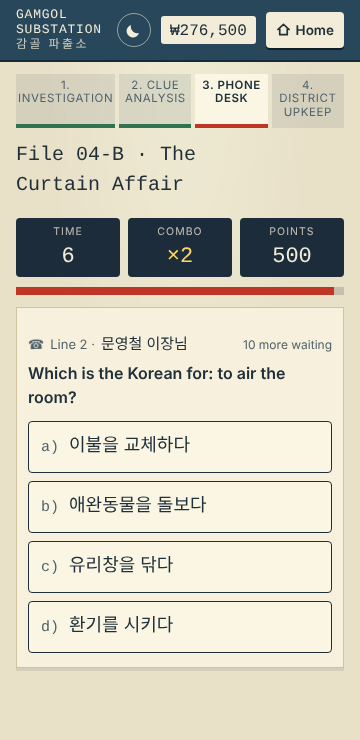 GAMGOL
SUBSTATION
감골 파출소
₩276,500
Home
1.
INVESTIGATION
2. CLUE
ANALYSIS
3. PHONE
DESK
4.
DISTRICT
UPKEEP
File 04-B · The
Curtain Affair
TIME
6
COMBO
×2
POINTS
500
☎ Line 2 · 문영철 이장님
10 more waiting
Which is the Korean for: to air the
room?
a) 이불을 교체하다
b) 애완동물을 돌보다
c) 유리창을 닦다
d) 환기를 시키다